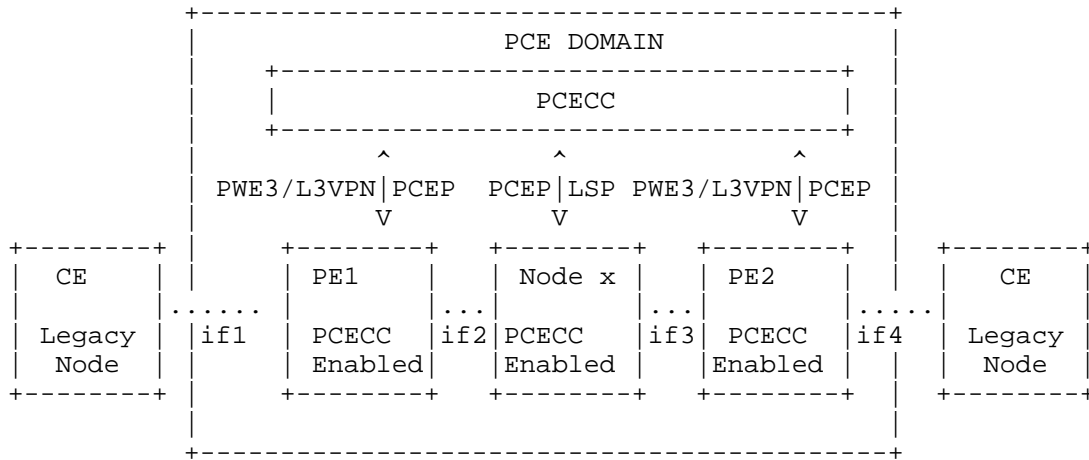 PCE DOMAIN
PCECC
PWE3/L3VPN|PCEP PCEP|LSP PWE3/L3VPN|PCEP
CE PE1 Node x PE2 CE
...... ... ... .....
Legacy if1 PCECC if2 PCECC if3 PCECC if4 Legacy
Node Enabled Enabled Enabled Node